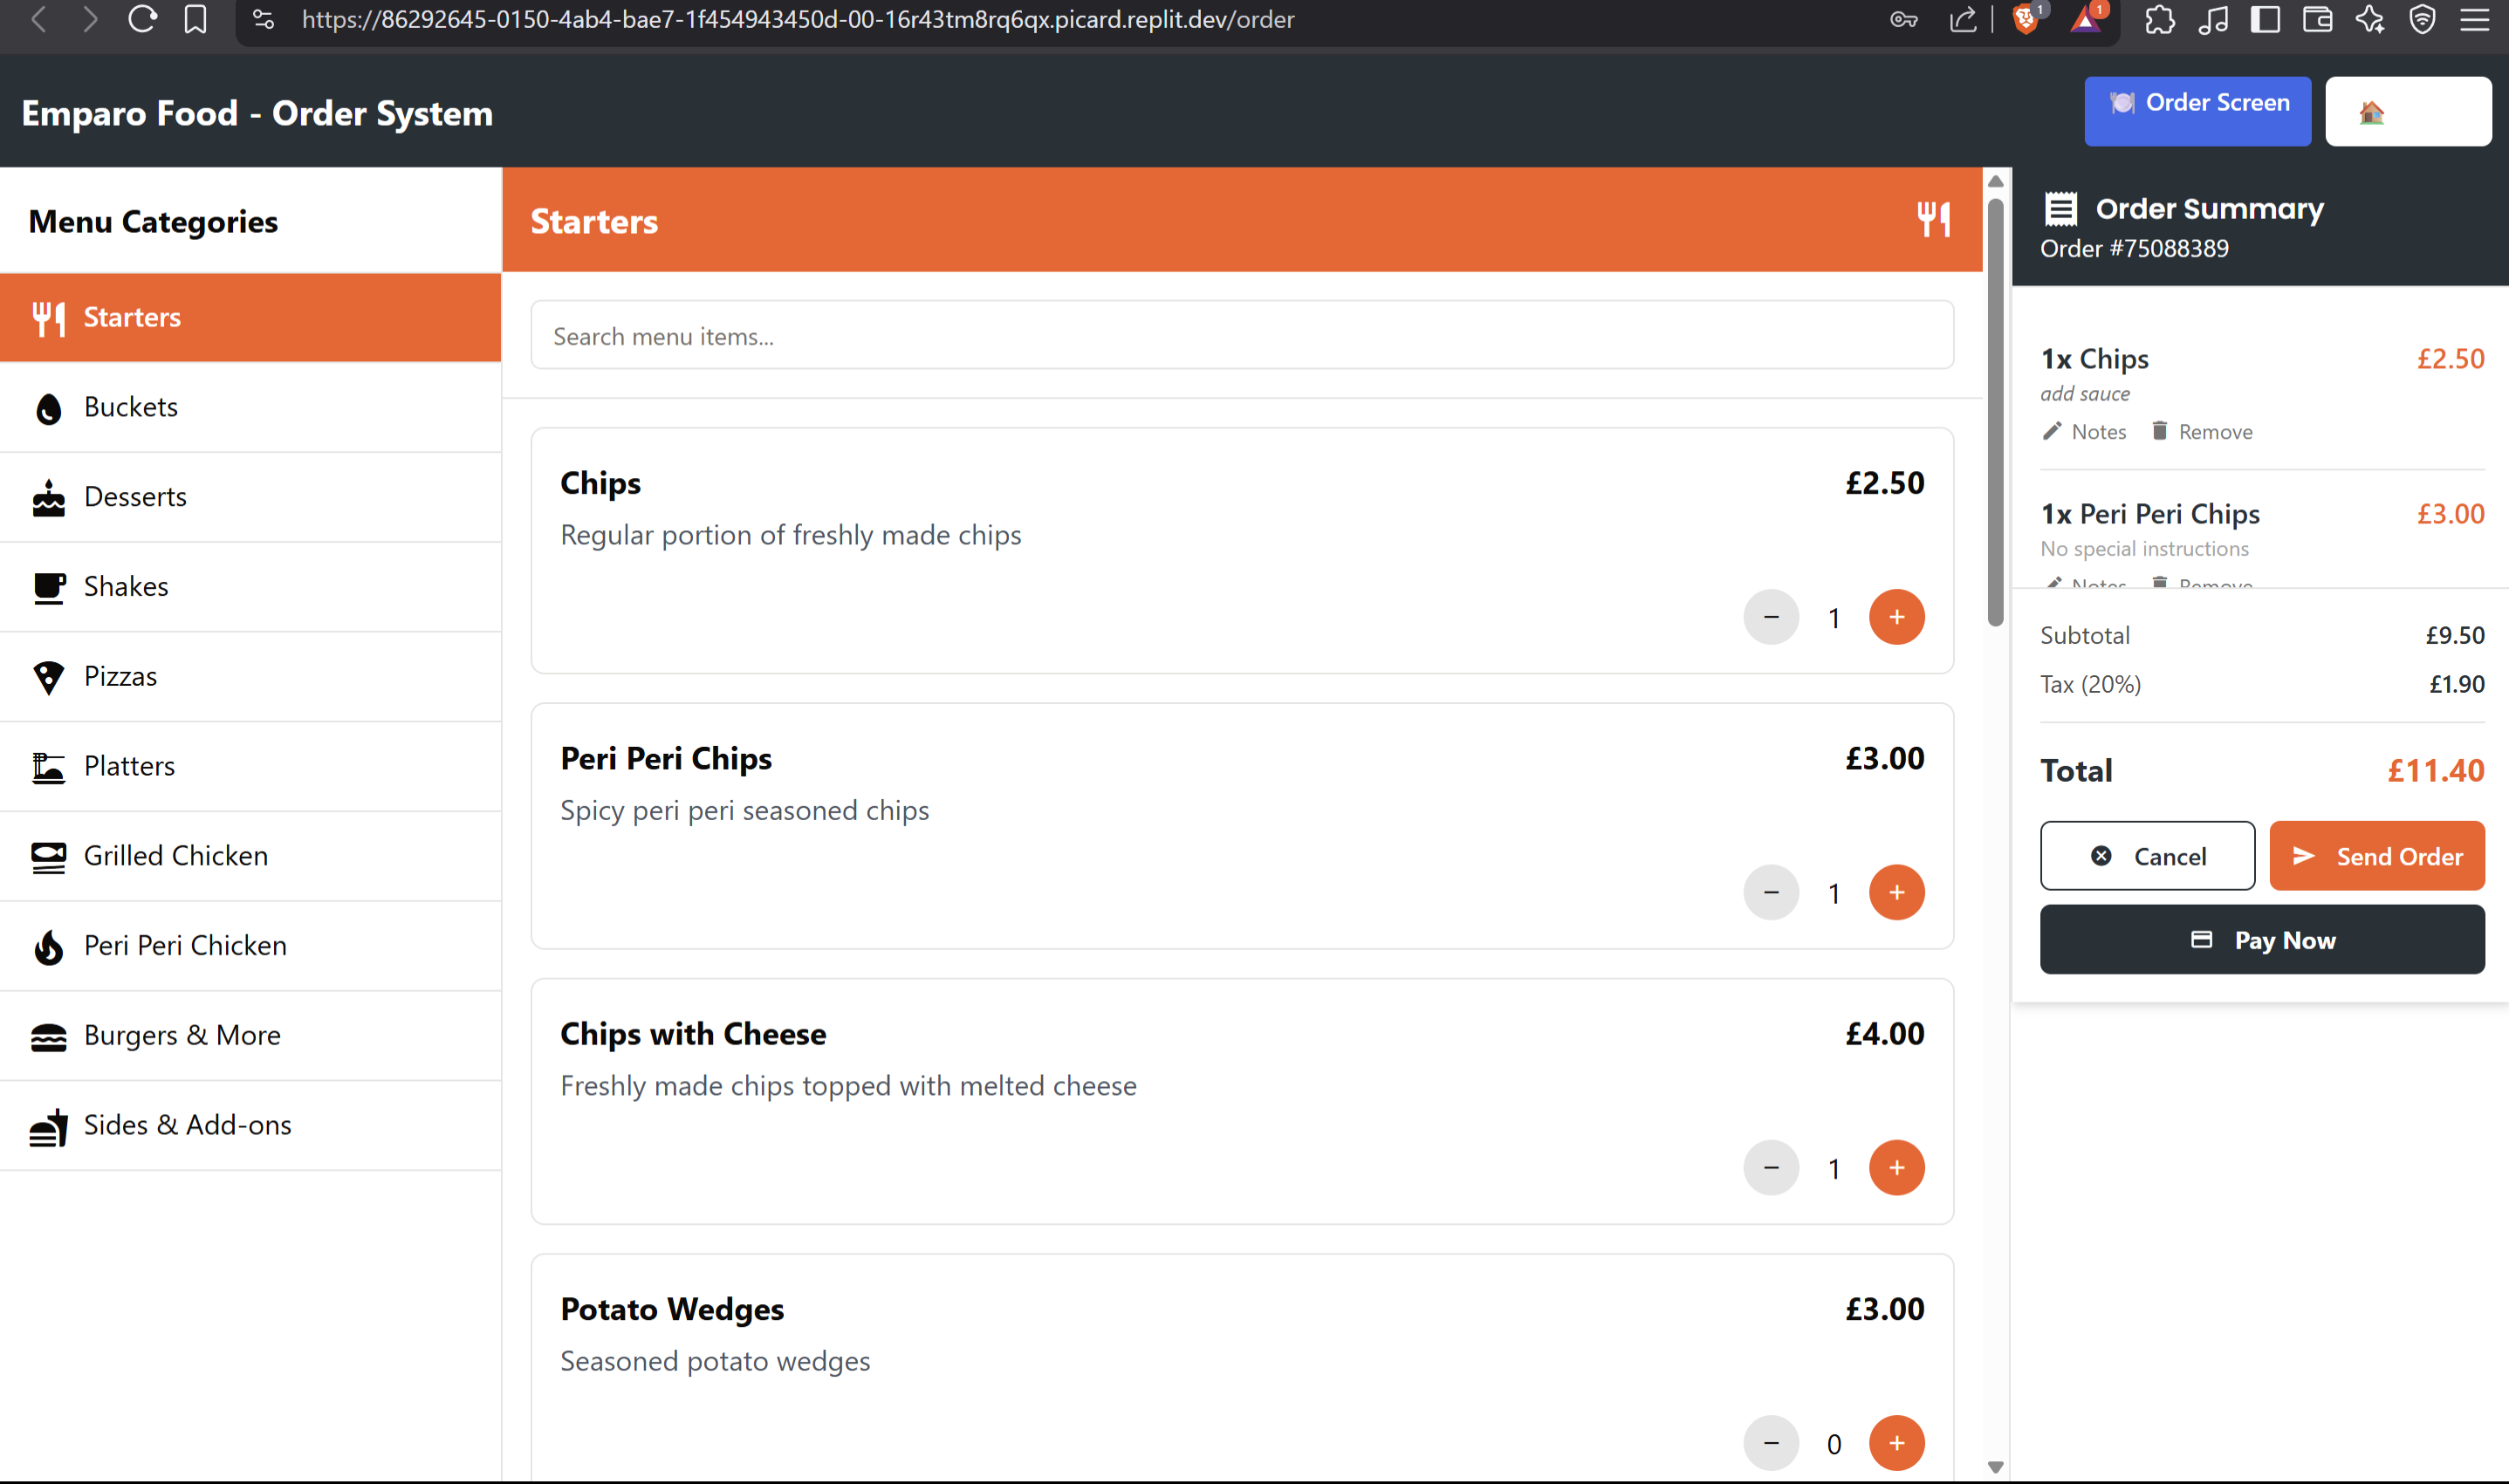 https://86292645-0150-4ab4-bae7-1f454943450d-00-16r43tm8rq6qx.picard.replit.dev/order
1
1
Emparo Food - Order System
Order Screen
Menu Categories
Starters
Buckets
Desserts
Shakes
Pizzas
Platters
Grilled Chicken
Peri Peri Chicken
Burgers & More
Sides & Add-ons
Starters
Search menu items...
Chips £2.50
Regular portion of freshly made chips
− 1 +
Peri Peri Chips £3.00
Spicy peri peri seasoned chips
− 1 +
Chips with Cheese £4.00
Freshly made chips topped with melted cheese
− 1 +
Potato Wedges £3.00
Seasoned potato wedges
− 0 +
Order Summary
Order #75088389
1x Chips £2.50
add sauce
Notes Remove
1x Peri Peri Chips £3.00
No special instructions
Notes Remove
Subtotal £9.50
Tax (20%) £1.90
Total £11.40
Cancel Send Order
Pay Now